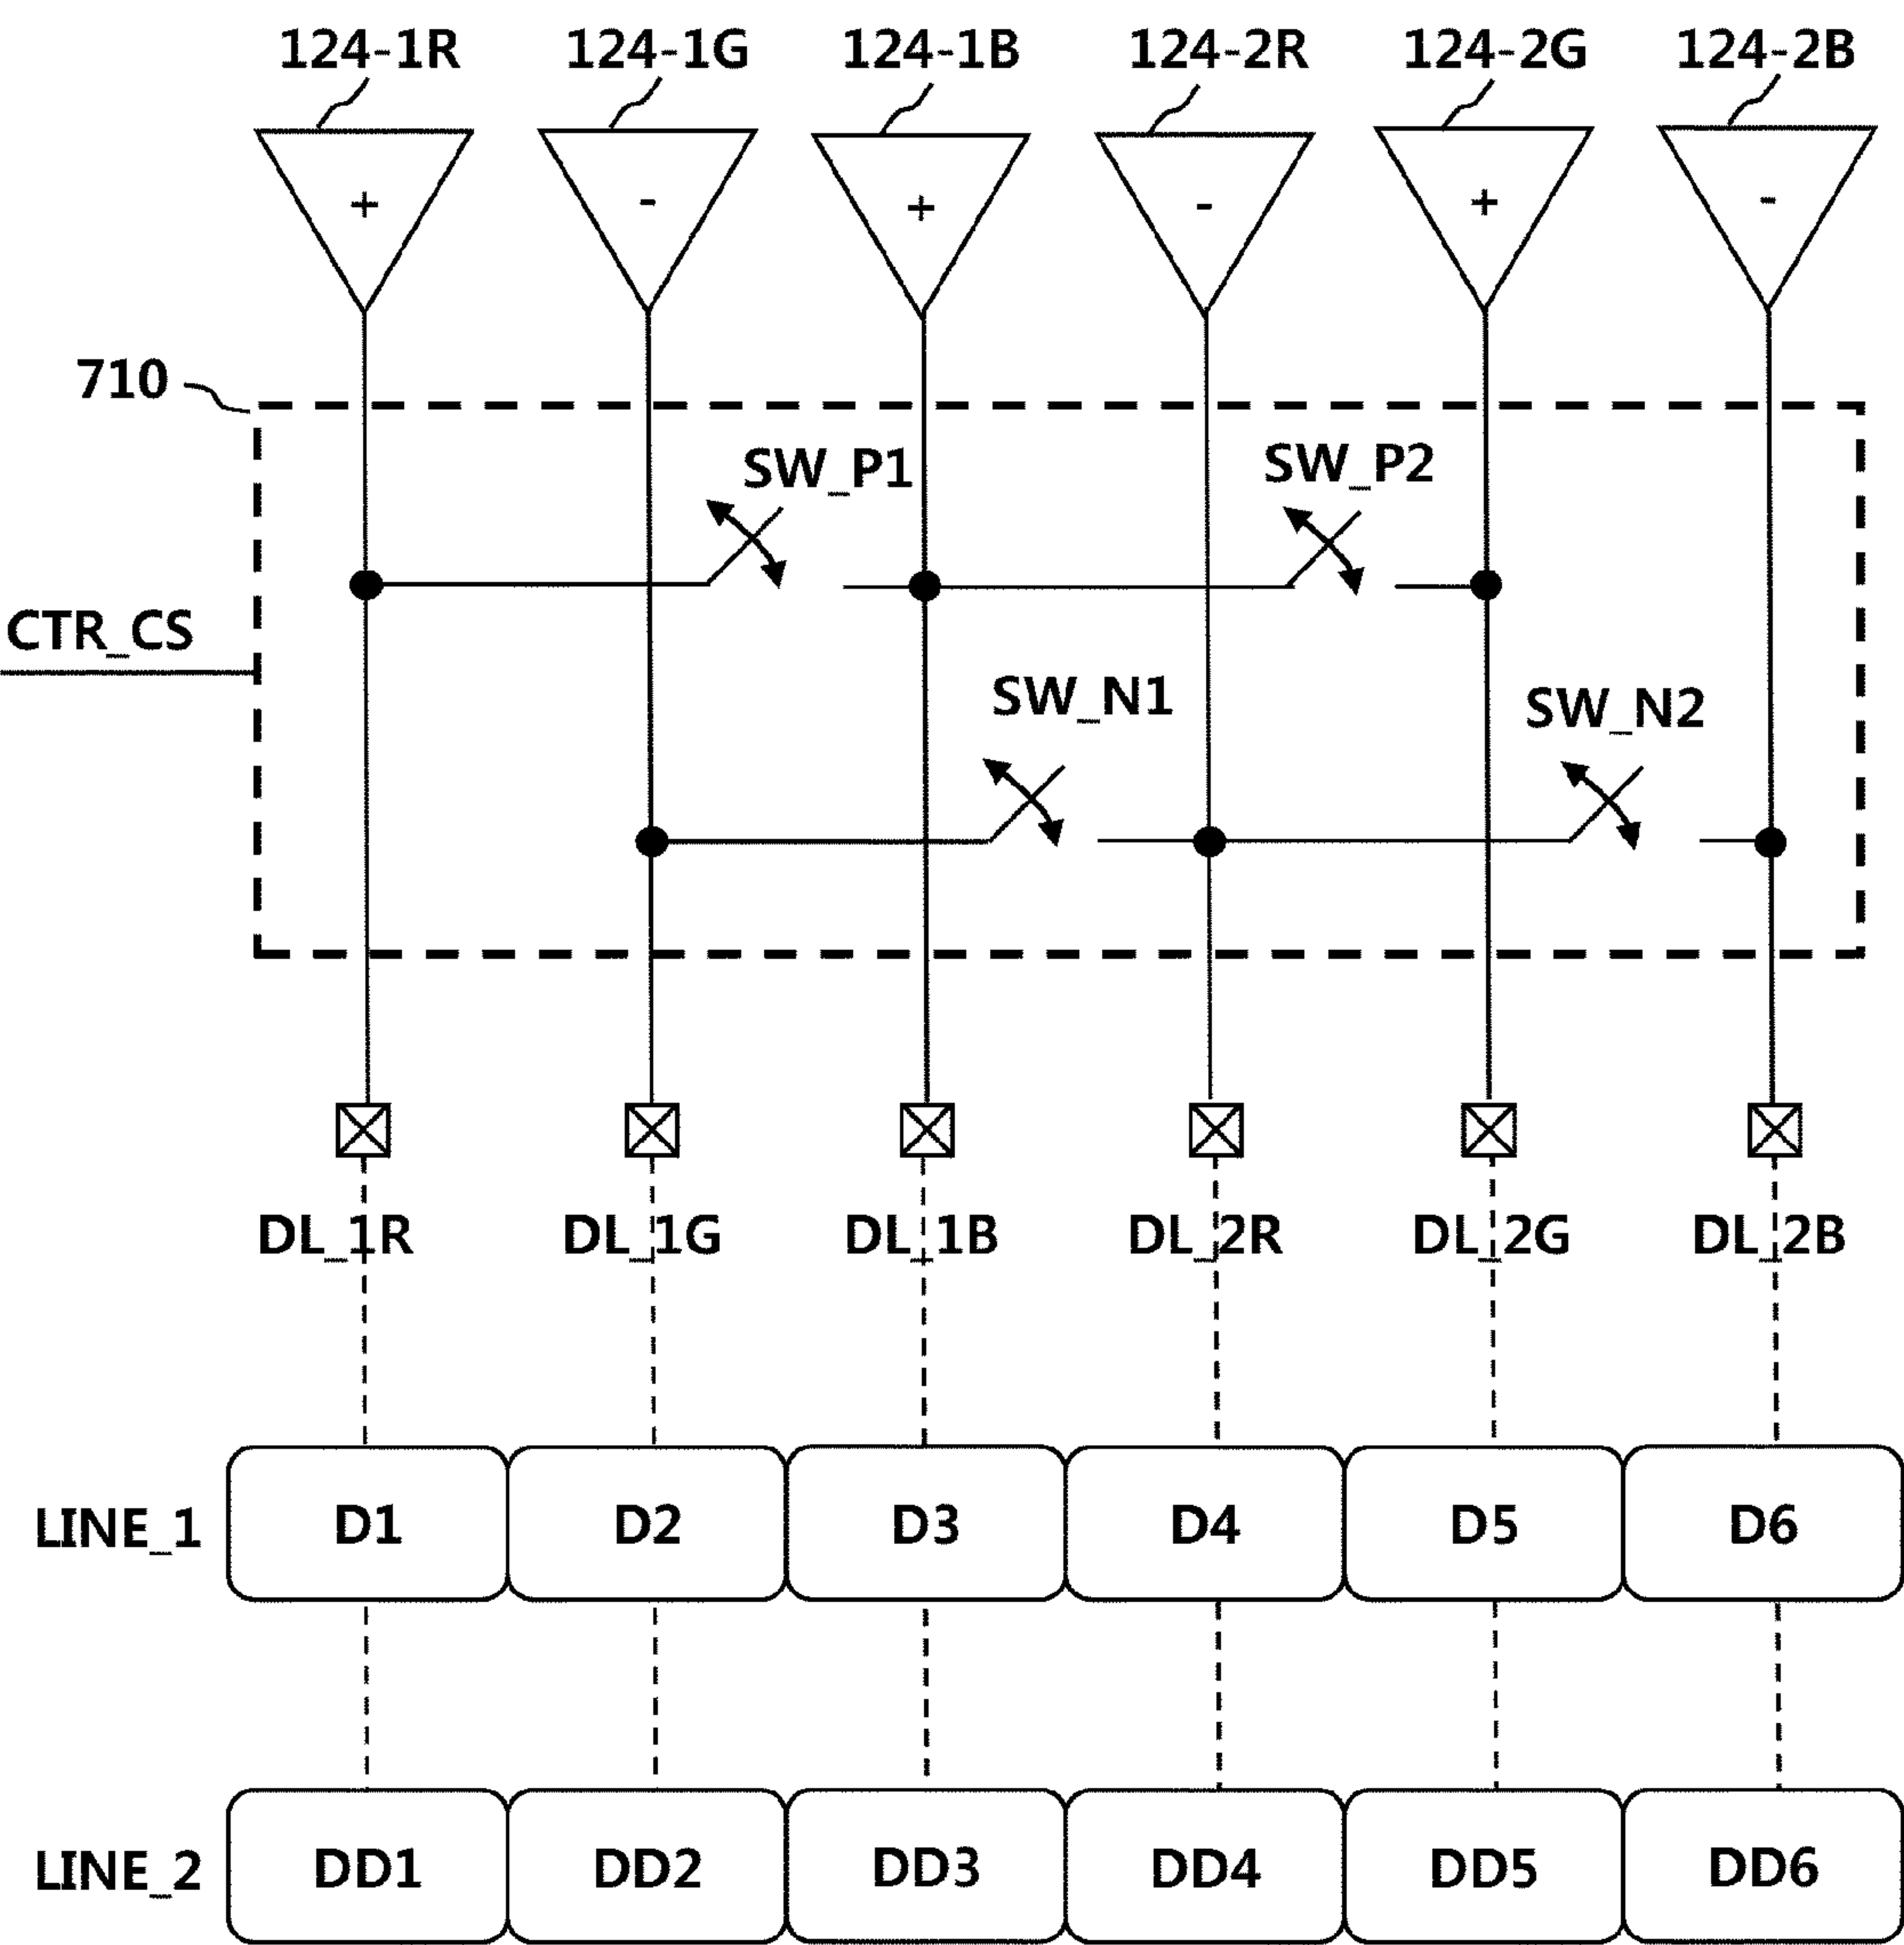 124-1R 124-1G 124-1B 124-2R 124-2G 124-2B
+ - + - + -
710
SW_P1 SW_P2
CTR_CS
SW_N1 SW_N2
DL_1R DL_1G DL_1B DL_2R DL_2G DL_2B
LINE_1 D1 D2 D3 D4 D5 D6
LINE_2 DD1 DD2 DD3 DD4 DD5 DD6